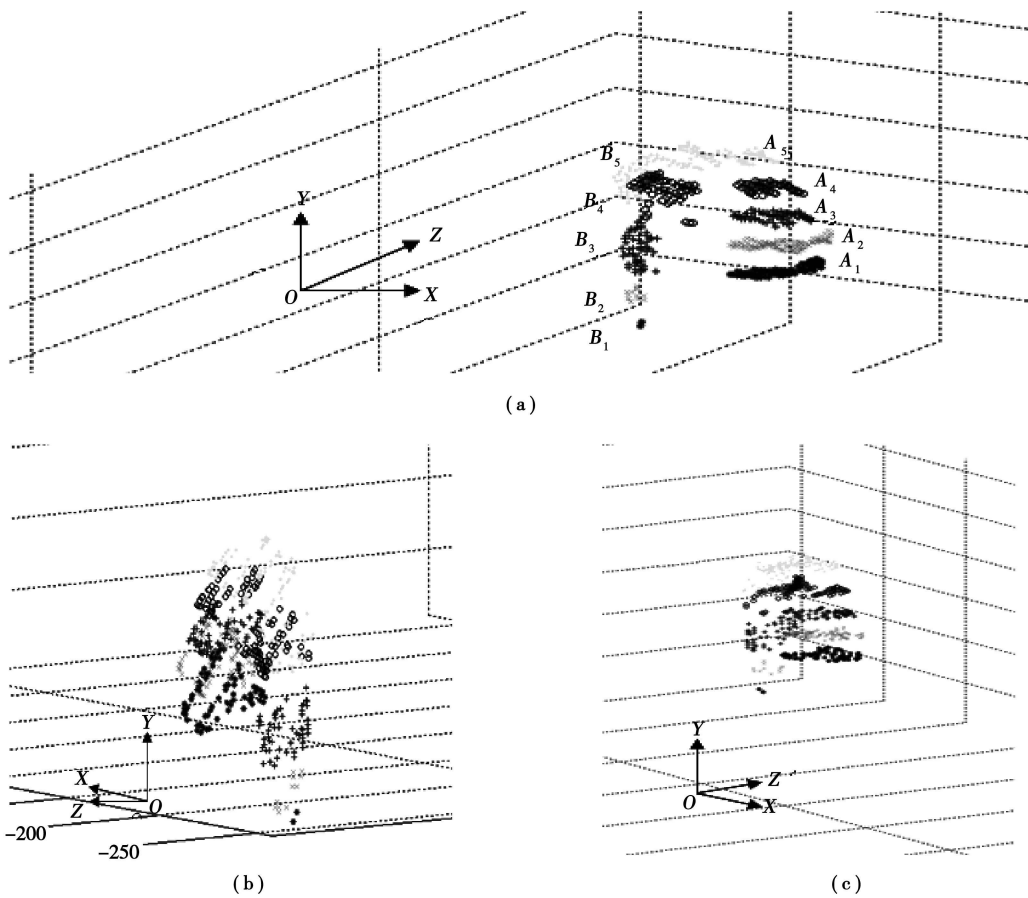 A₅
B₅
A₄
B₄
Y
A₃
Z
B₃
A₂
A₁
O
X
B₂
B₁
(a)
Y
Y
X
Z
Z
O
O
X
-200
-250
(b)
(c)